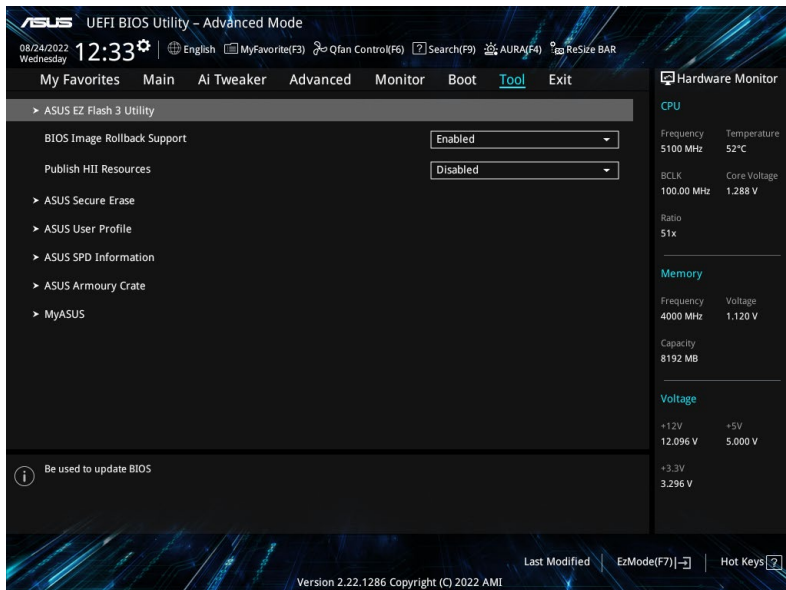 ASUS UEFI BIOS Utility – Advanced Mode
08/24/2022
Wednesday
12:33
English
MyFavorite(F3)
Qfan Control(F6)
? Search(F9)
AURA(F4)
ReSize BAR
My Favorites Main Ai Tweaker Advanced Monitor Boot Tool Exit
> ASUS EZ Flash 3 Utility
BIOS Image Rollback Support Enabled
Publish HII Resources Disabled
> ASUS Secure Erase
> ASUS User Profile
> ASUS SPD Information
> ASUS Armoury Crate
> MyASUS
i Be used to update BIOS
Hardware Monitor
CPU
Frequency Temperature
5100 MHz 52°C
BCLK Core Voltage
100.00 MHz 1.288 V
Ratio
51x
Memory
Frequency Voltage
4000 MHz 1.120 V
Capacity
8192 MB
Voltage
+12V +5V
12.096 V 5.000 V
+3.3V
3.296 V
Last Modified EzMode(F7) Hot Keys ?
Version 2.22.1286 Copyright (C) 2022 AMI